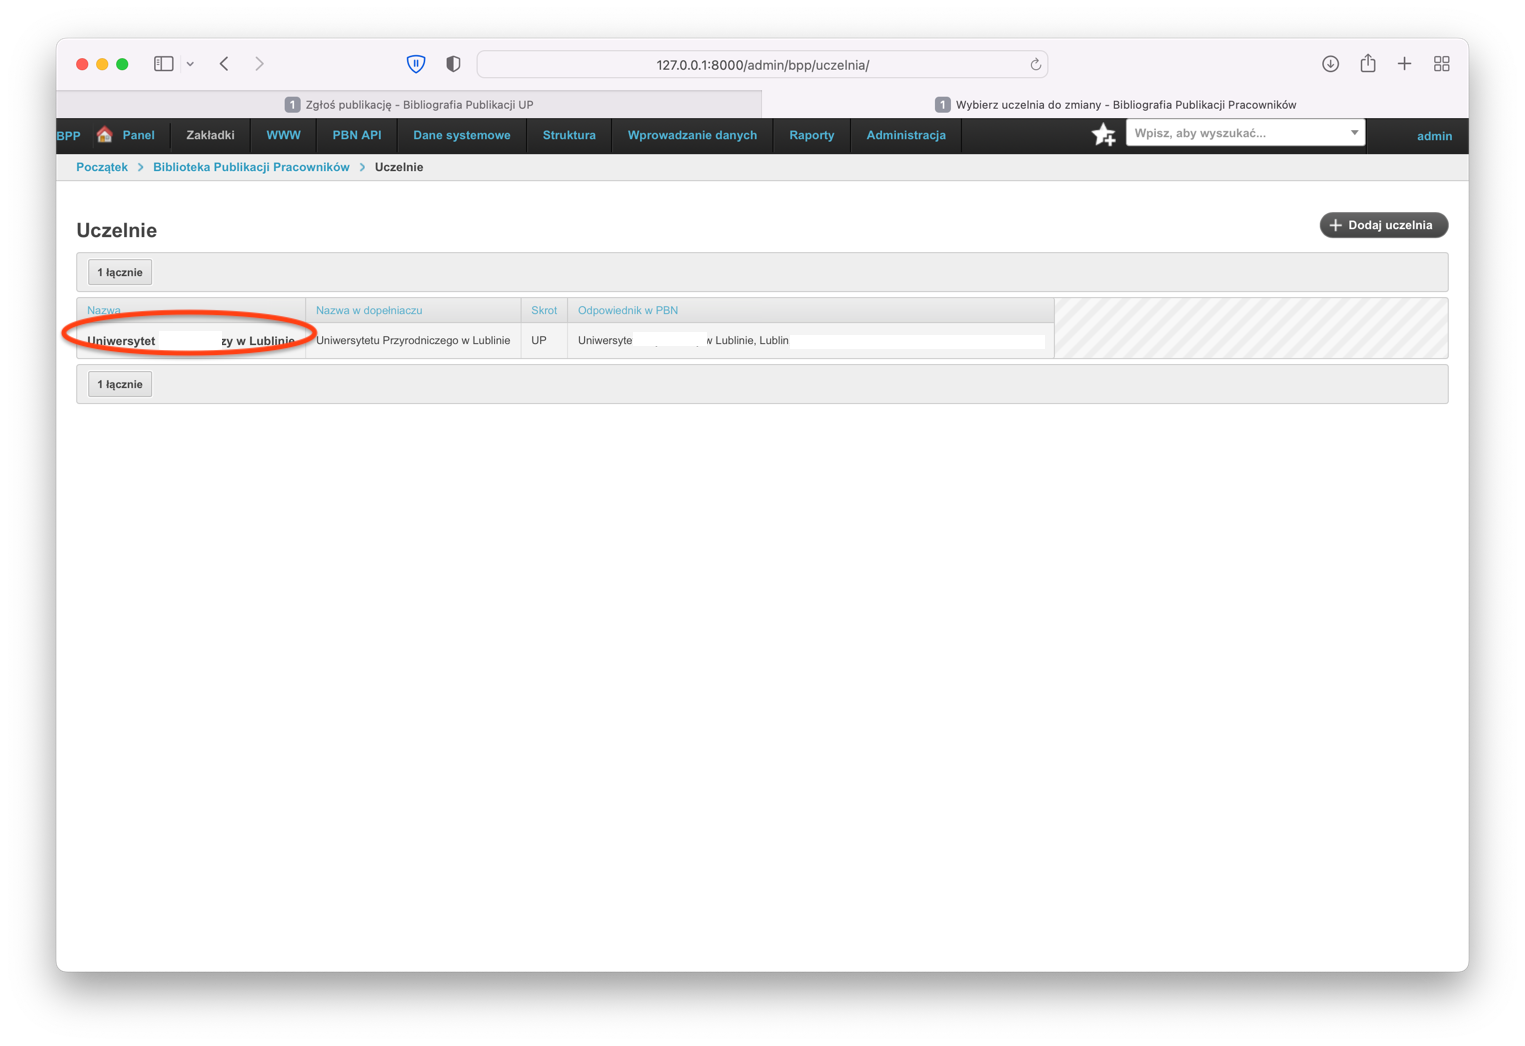 127.0.0.1:8000/admin/bpp/uczelnia/
1 Zgłoś publikację - Bibliografia Publikacji UP
1 Wybierz uczelnia do zmiany - Bibliografia Publikacji Pracowników
BPP Panel Zakładki WWW PBN API Dane systemowe Struktura Wprowadzanie danych Raporty Administracja Wpisz, aby wyszukać... admin
Początek > Biblioteka Publikacji Pracowników > Uczelnie
Uczelnie
+ Dodaj uczelnia
1 łącznie
Nazwa Nazwa w dopełniaczu Skrot Odpowiednik w PBN
Uniwersytet zy w Lublinie Uniwersytetu Przyrodniczego w Lublinie UP Uniwersyte w Lublinie, Lublin
1 łącznie